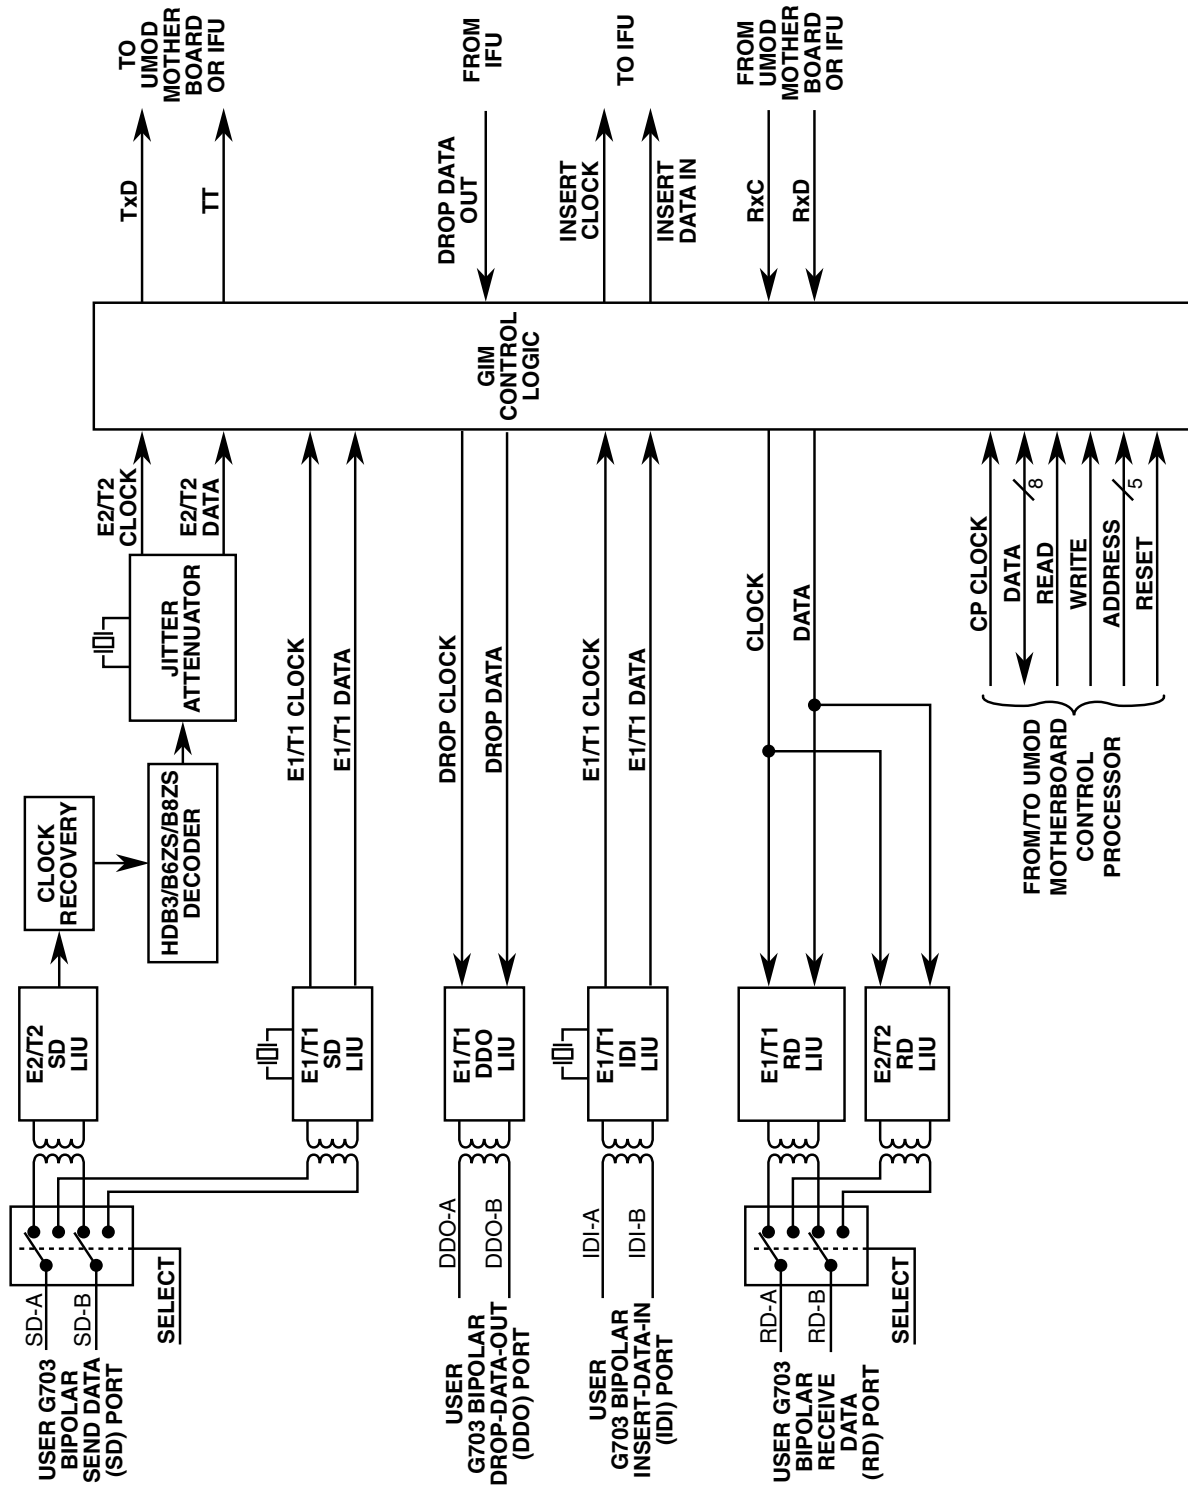 USER G703
BIPOLAR
SEND DATA
(SD) PORT
SD-A
SD-B
SELECT
E2/T2
SD
LIU
CLOCK
RECOVERY
HDB3/B6ZS/B8ZS
DECODER
JITTER
ATTENUATOR
E2/T2
CLOCK
E2/T2
DATA
TxD
TT
TO
UMOD
MOTHER
BOARD
OR IFU
E1/T1
SD
LIU
E1/T1 CLOCK
E1/T1 DATA
GIM
CONTROL
LOGIC
USER
G703 BIPOLAR
DROP-DATA-OUT
(DDO) PORT
DDO-A
DDO-B
E1/T1
DDO
LIU
DROP CLOCK
DROP DATA
DROP DATA
OUT
FROM
IFU
USER
G703 BIPOLAR
INSERT-DATA-IN
(IDI) PORT
IDI-A
IDI-B
E1/T1
IDI
LIU
E1/T1 CLOCK
E1/T1 DATA
INSERT
CLOCK
INSERT
DATA IN
TO IFU
USER G703
BIPOLAR
RECEIVE
DATA
(RD) PORT
RD-A
RD-B
SELECT
E1/T1
RD
LIU
E2/T2
RD
LIU
CLOCK
DATA
RxC
RxD
FROM
UMOD
MOTHER
BOARD
OR IFU
FROM/TO UMOD
MOTHERBOARD
CONTROL
PROCESSOR
CP CLOCK
DATA
8
READ
WRITE
ADDRESS
5
RESET